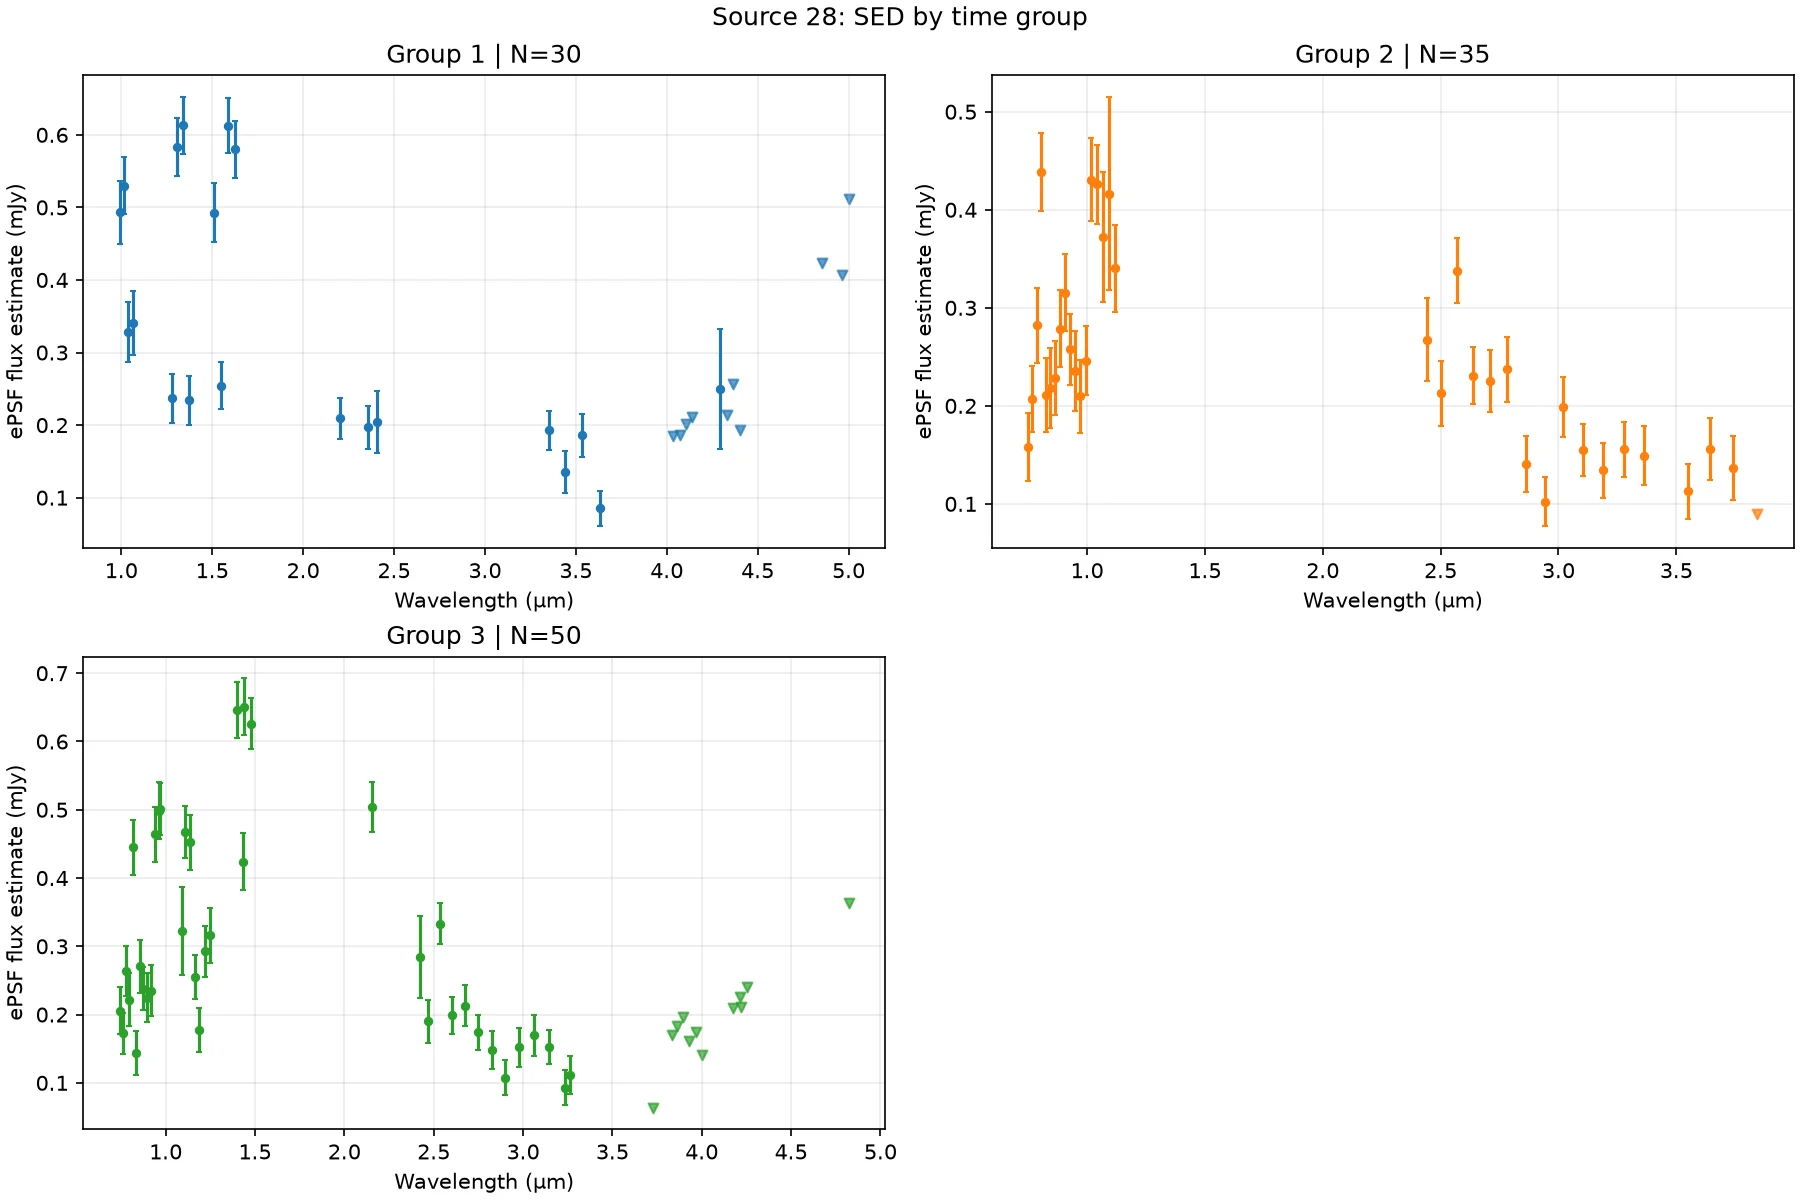 Source 28: SED by time group
Group 1 | N=30
ePSF flux estimate (mJy)
0.6
0.5
0.4
0.3
0.2
0.1
1.0 1.5 2.0 2.5 3.0 3.5 4.0 4.5 5.0
Wavelength (μm)
Group 2 | N=35
ePSF flux estimate (mJy)
0.5
0.4
0.3
0.2
0.1
1.0 1.5 2.0 2.5 3.0 3.5
Wavelength (μm)
Group 3 | N=50
ePSF flux estimate (mJy)
0.7
0.6
0.5
0.4
0.3
0.2
0.1
1.0 1.5 2.0 2.5 3.0 3.5 4.0 4.5 5.0
Wavelength (μm)